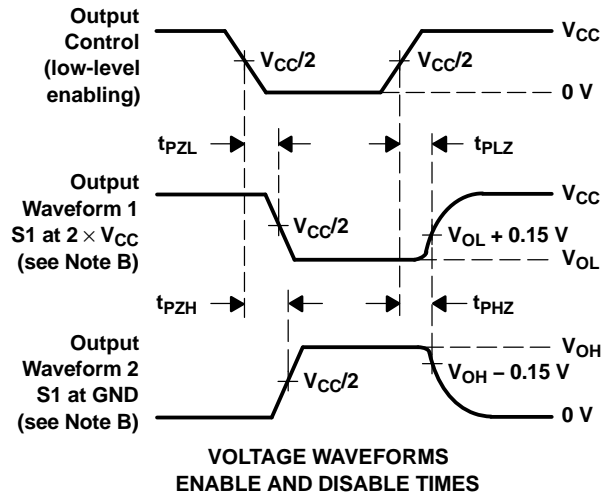 Output
Control
(low-level
enabling)
VCC/2
VCC/2
VCC
0 V
tPZL
tPLZ
Output
Waveform 1
S1 at 2 × VCC
(see Note B)
VCC/2
VCC
VOL + 0.15 V
VOL
tPZH
tPHZ
Output
Waveform 2
S1 at GND
(see Note B)
VCC/2
VOH
VOH − 0.15 V
0 V
VOLTAGE WAVEFORMS
ENABLE AND DISABLE TIMES